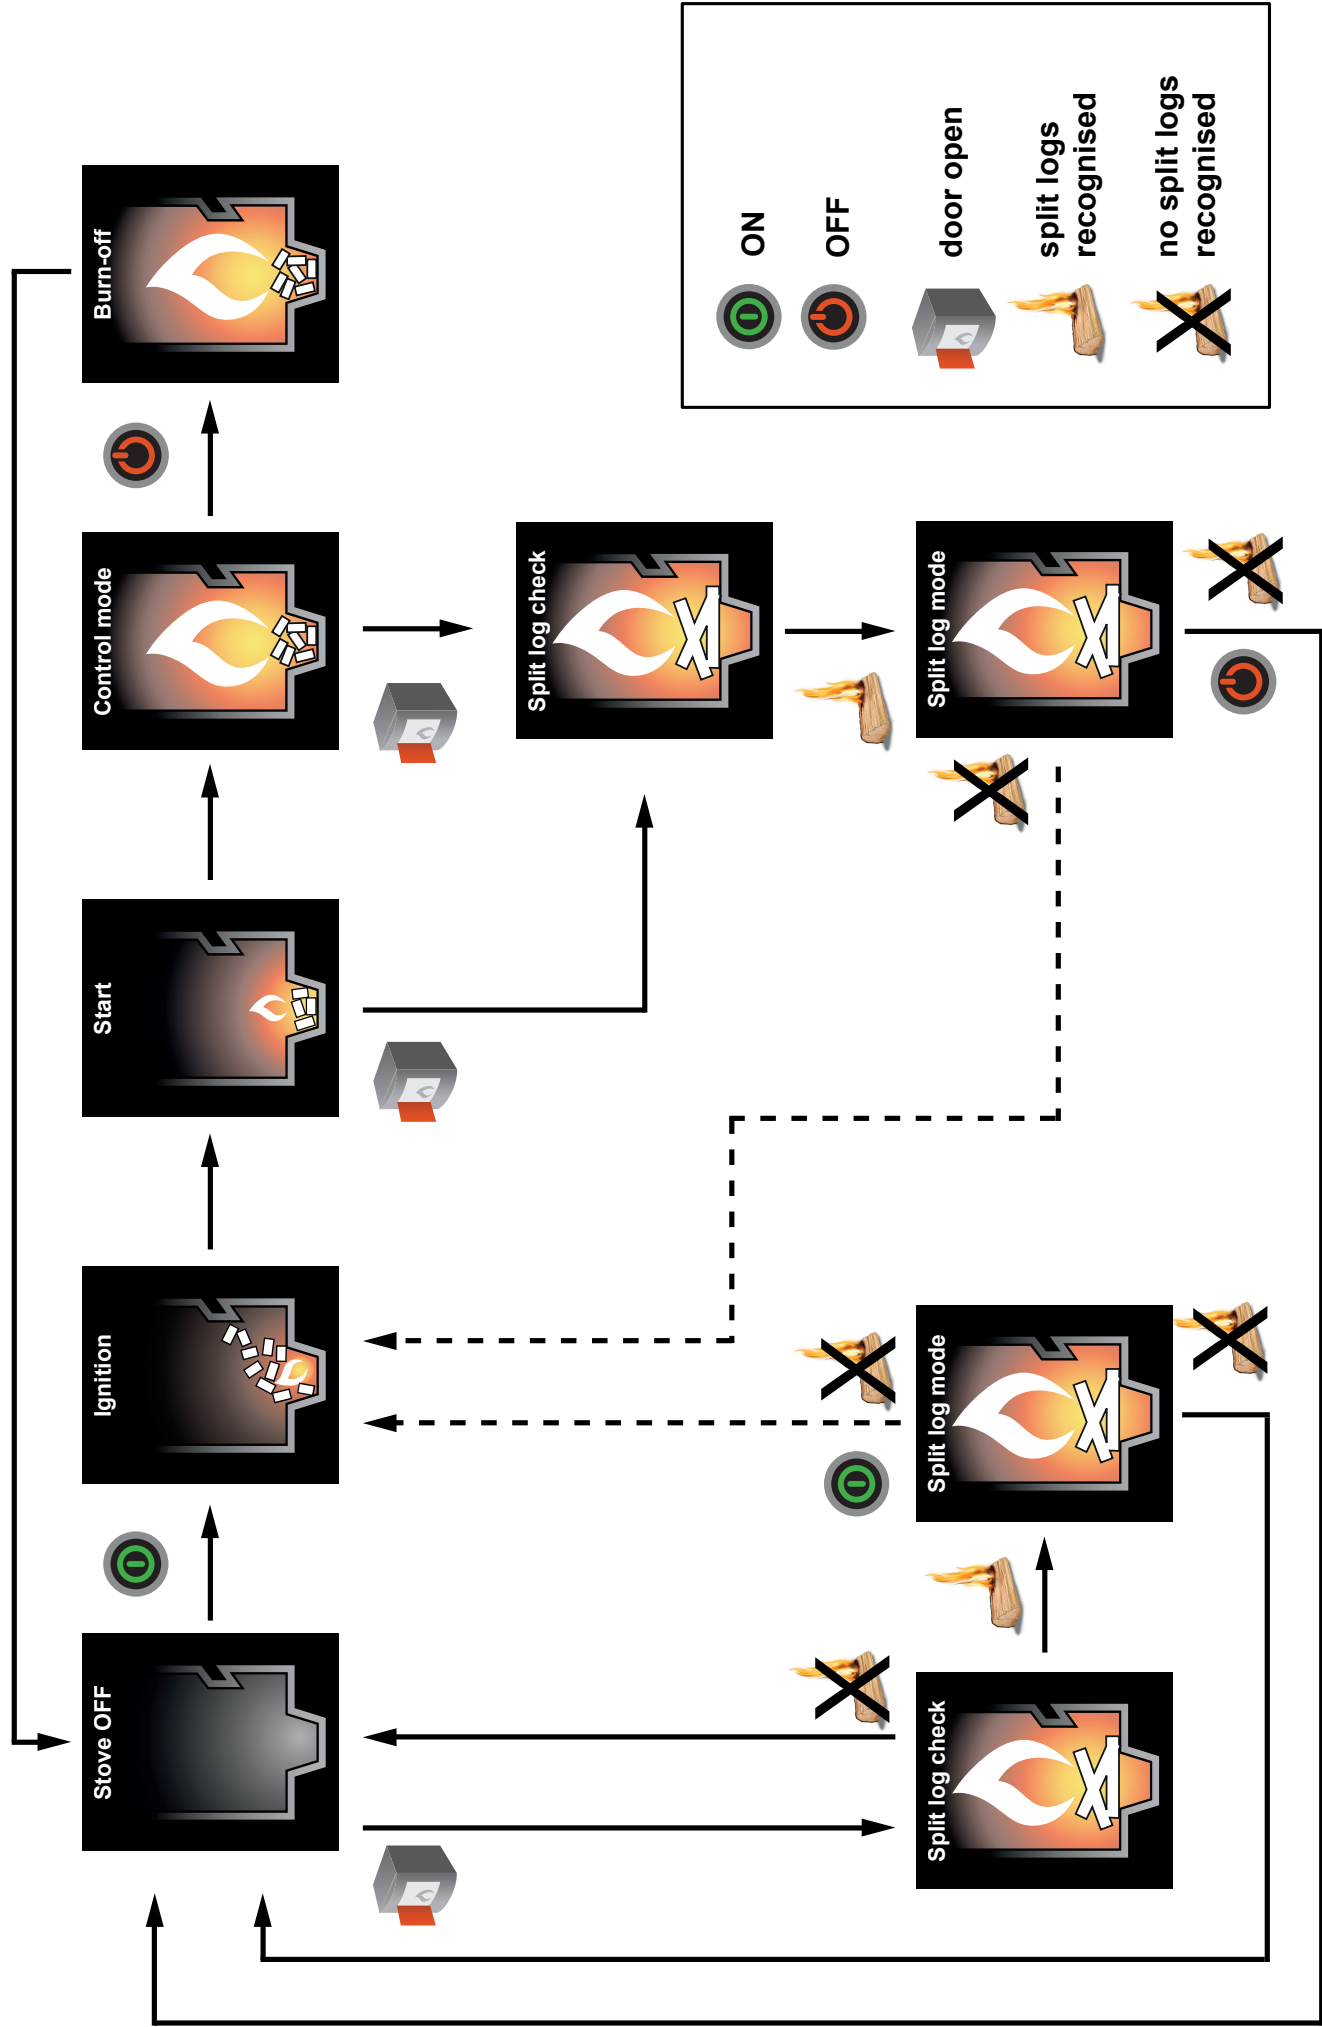 Stove OFF
Ignition
Start
Control mode
Burn-off
Split log check
Split log check
Split log mode
Split log mode
ON
OFF
door open
split logs
recognised
no split logs
recognised